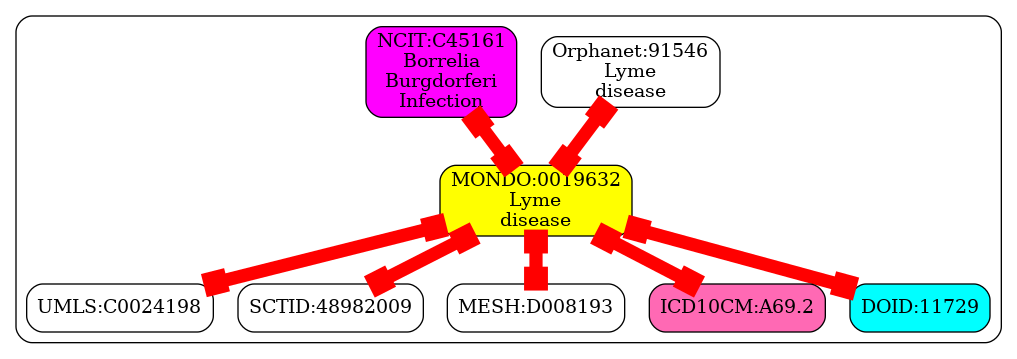 NCIT:C45161
Borrelia
Burgdorferi
Infection
Orphanet:91546
Lyme
disease
MONDO:0019632
Lyme
disease
UMLS:C0024198
SCTID:48982009
MESH:D008193
ICD10CM:A69.2
DOID:11729